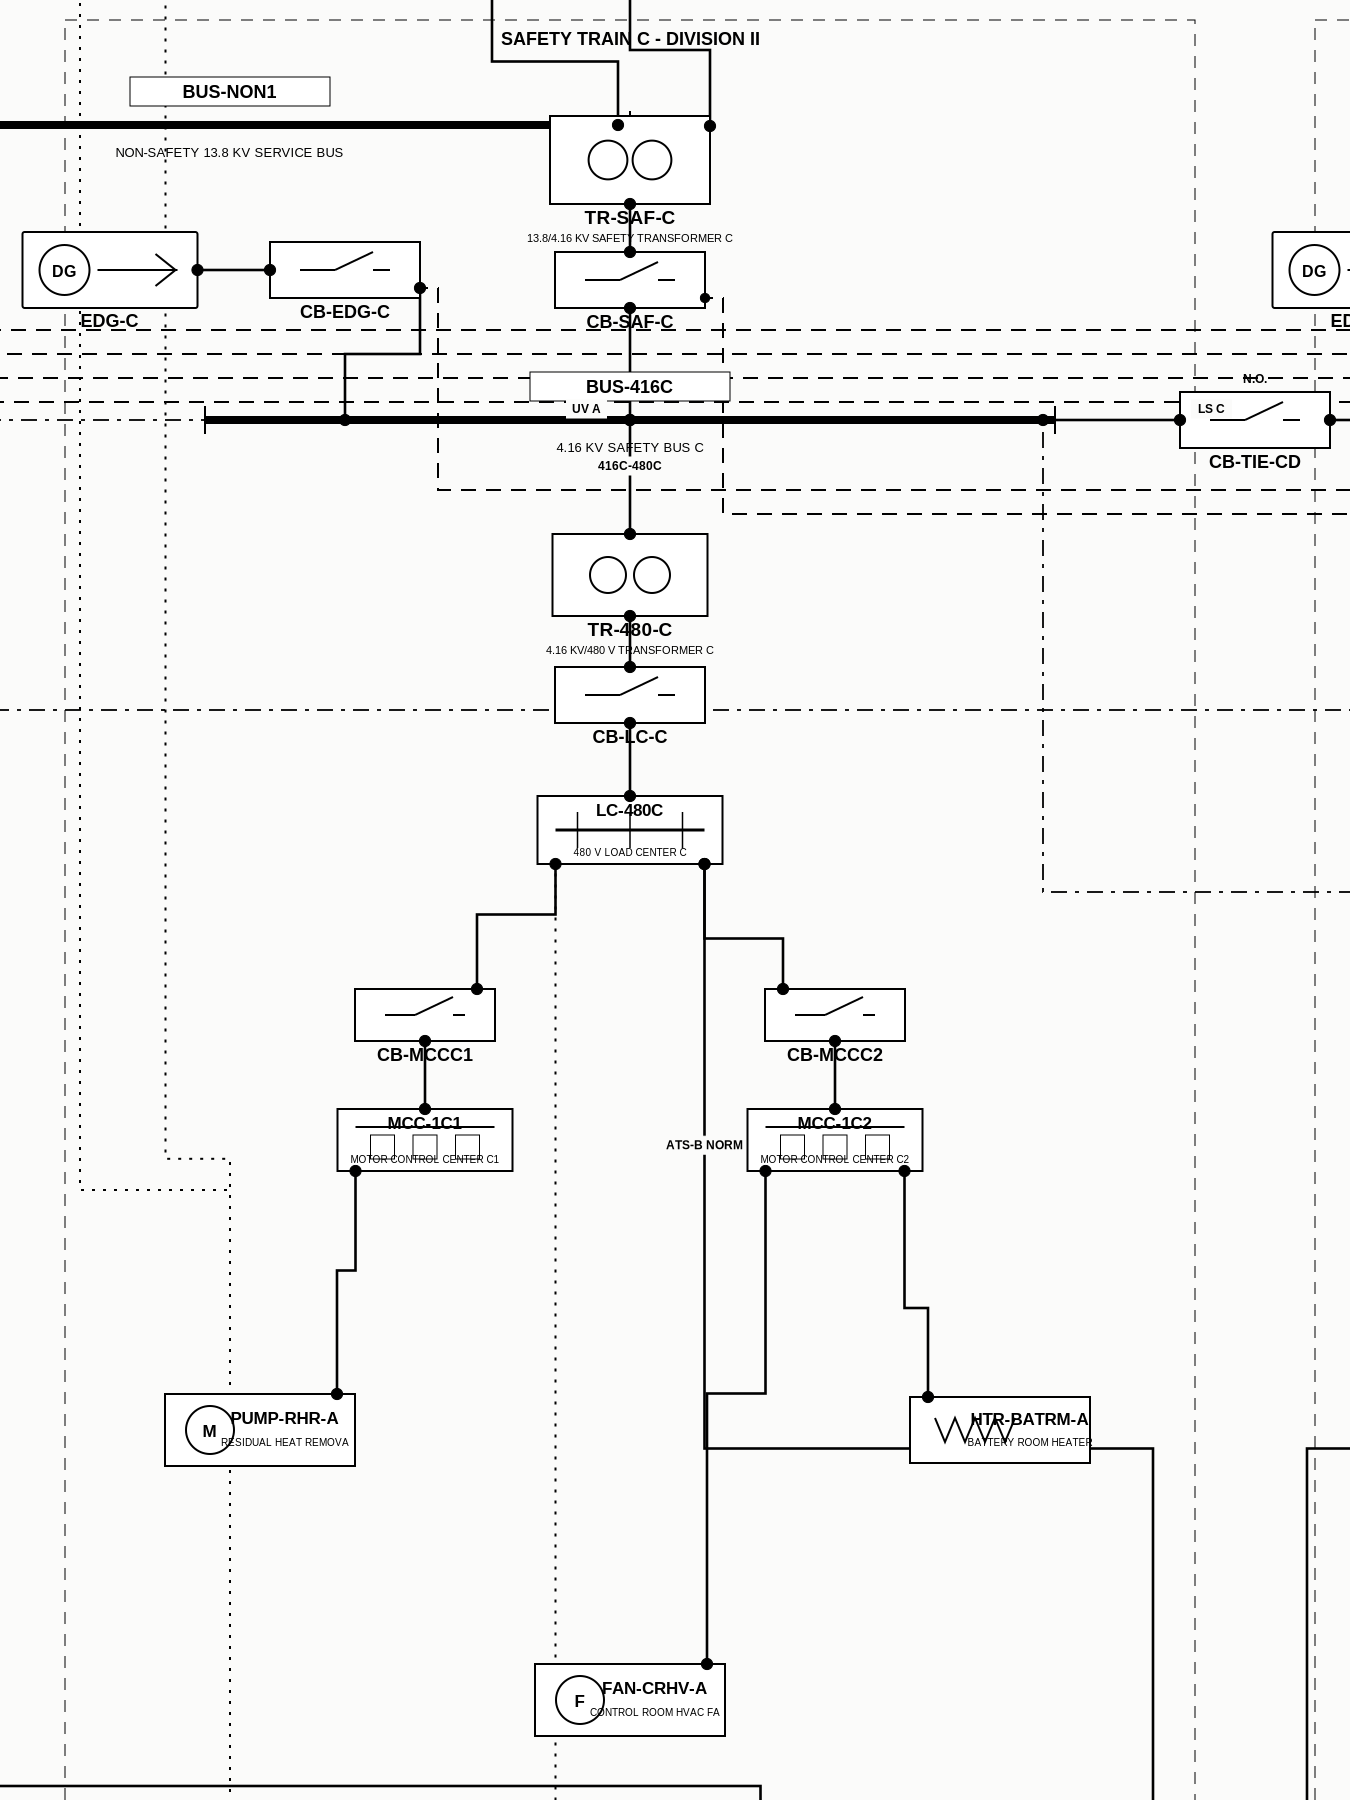 SAFETY TRAIN C - DIVISION II
BUS-NON1
NON-SAFETY 13.8 KV SERVICE BUS
TR-SAF-C
13.8/4.16 KV SAFETY TRANSFORMER C
DG
EDG-C
CB-EDG-C
CB-SAF-C
DG
ED
BUS-416C
UV A
4.16 KV SAFETY BUS C
416C-480C
N.O.
LS C
CB-TIE-CD
TR-480-C
4.16 KV/480 V TRANSFORMER C
CB-LC-C
LC-480C
480 V LOAD CENTER C
CB-MCCC1
CB-MCCC2
MCC-1C1
MOTOR CONTROL CENTER C1
ATS-B NORM
MCC-1C2
MOTOR CONTROL CENTER C2
M
PUMP-RHR-A
RESIDUAL HEAT REMOVA
HTR-BATRM-A
BATTERY ROOM HEATER
F
FAN-CRHV-A
CONTROL ROOM HVAC FA